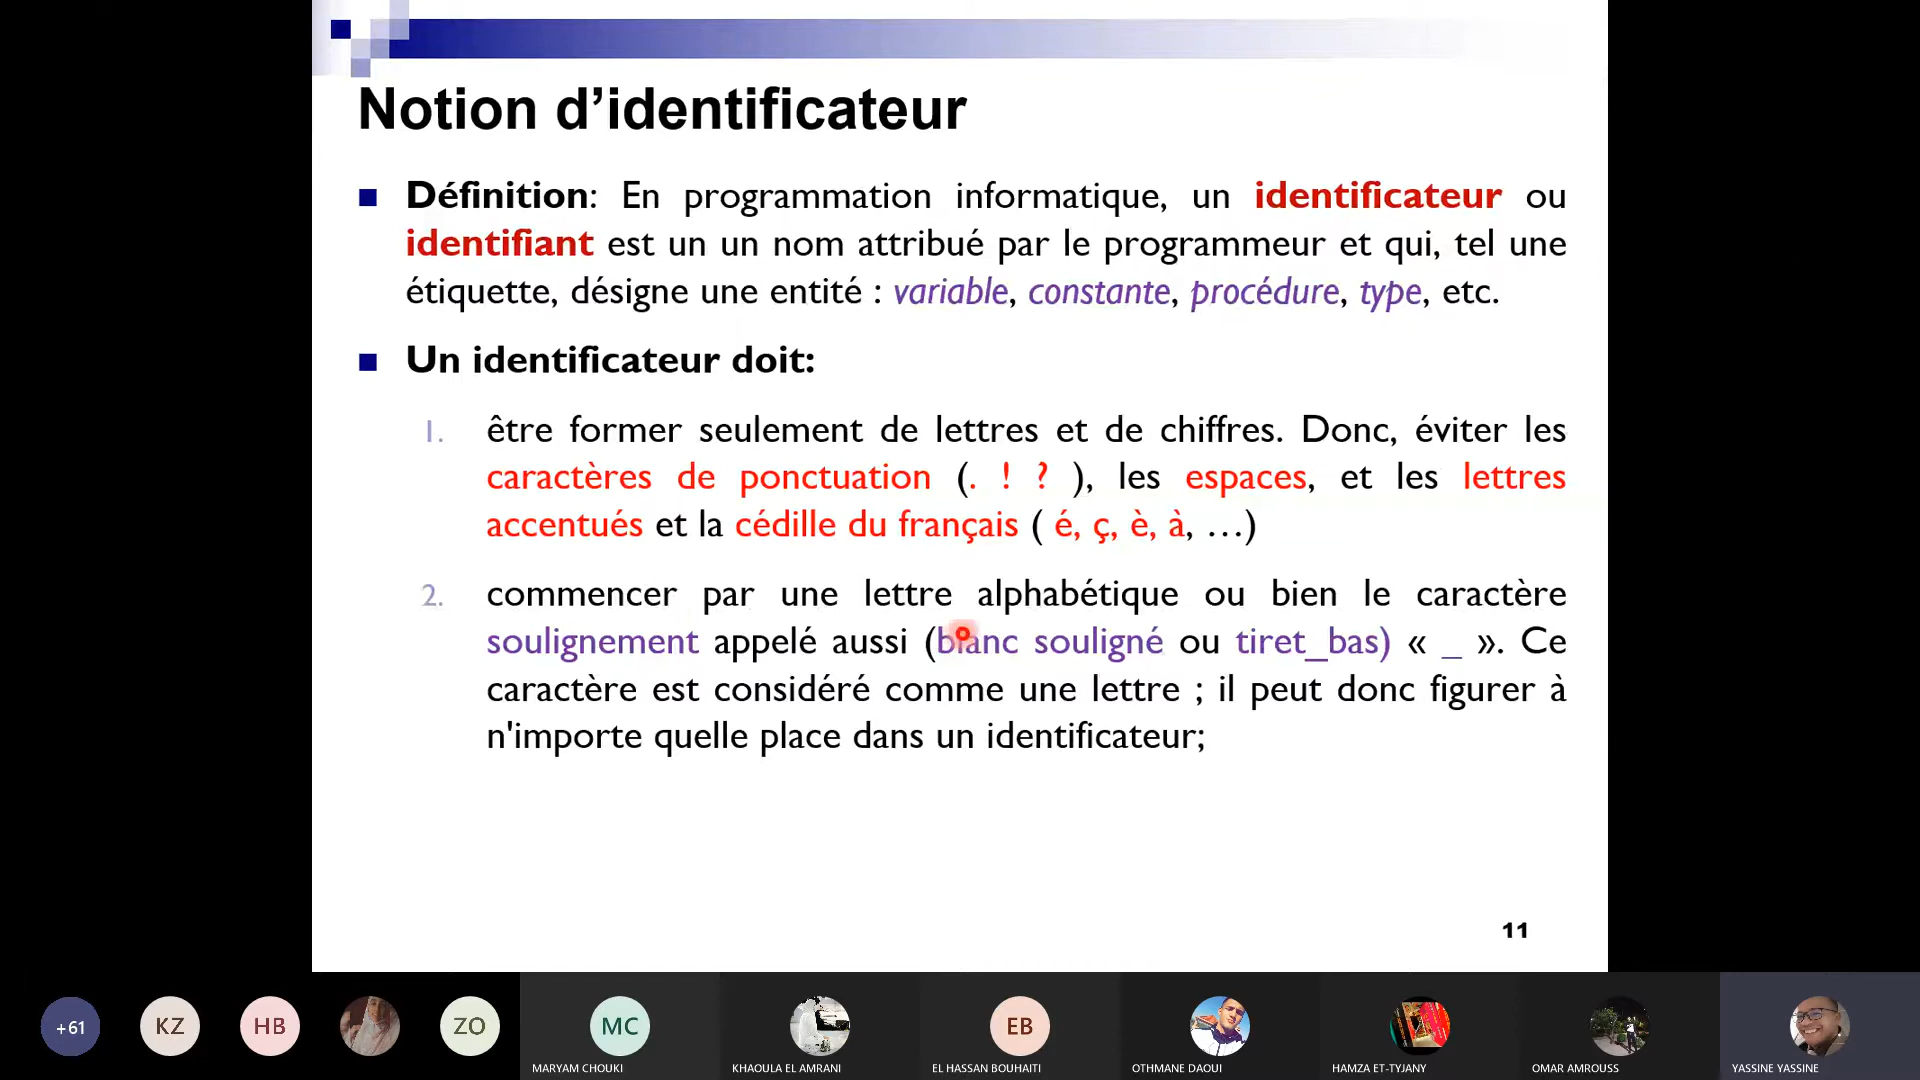 Notion d’identificateur
Définition: En programmation informatique, un identificateur ou
identifiant est un un nom attribué par le programmeur et qui, tel une
étiquette, désigne une entité : variable, constante, procédure, type, etc.
Un identificateur doit:
1. être former seulement de lettres et de chiffres. Donc, éviter les
caractères de ponctuation (. ! ? ), les espaces, et les lettres
accentués et la cédille du français ( é, ç, è, à, …)
2. commencer par une lettre alphabétique ou bien le caractère
soulignement appelé aussi (blanc souligné ou tiret_bas) « _ ». Ce
caractère est considéré comme une lettre ; il peut donc figurer à
n'importe quelle place dans un identificateur;
11
+61
KZ
HB
ZO
MC
EB
MARYAM CHOUKI
KHAOULA EL AMRANI
EL HASSAN BOUHAITI
OTHMANE DAOUI
HAMZA ET-TYJANY
OMAR AMROUSS
YASSINE YASSINE